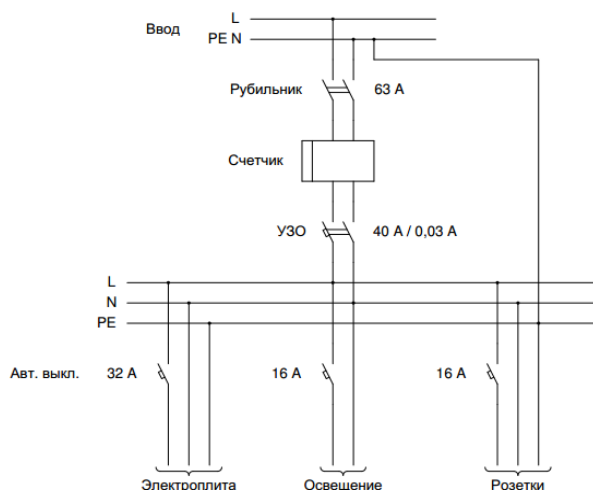 L
Ввод
PE N
Рубильник 63 А
Счетчик
УЗО 40 А / 0,03 А
L
N
PE
Авт. выкл. 32 А 16 А 16 А
Электроплита Освещение Розетки